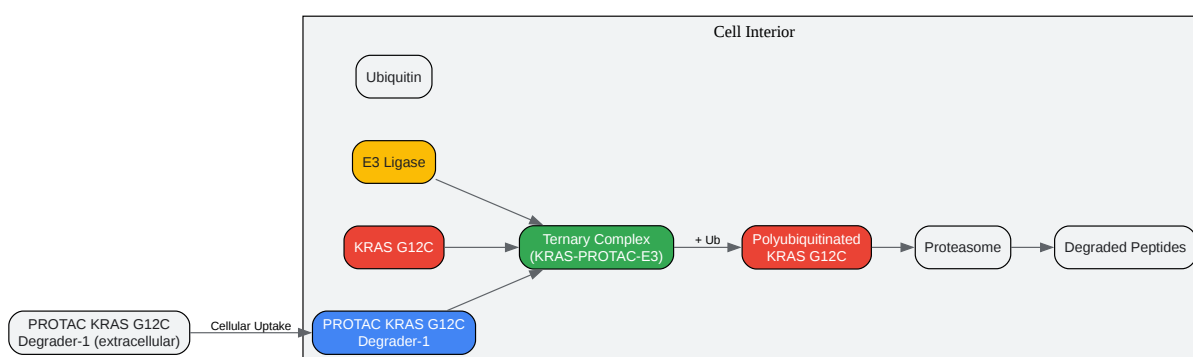 Cell Interior
Ubiquitin
E3 Ligase
KRAS G12C
Ternary Complex
(KRAS-PROTAC-E3)
+ Ub
Polyubiquitinated
KRAS G12C
Proteasome
Degraded Peptides
PROTAC KRAS G12C
Degrader-1 (extracellular)
Cellular Uptake
PROTAC KRAS G12C
Degrader-1